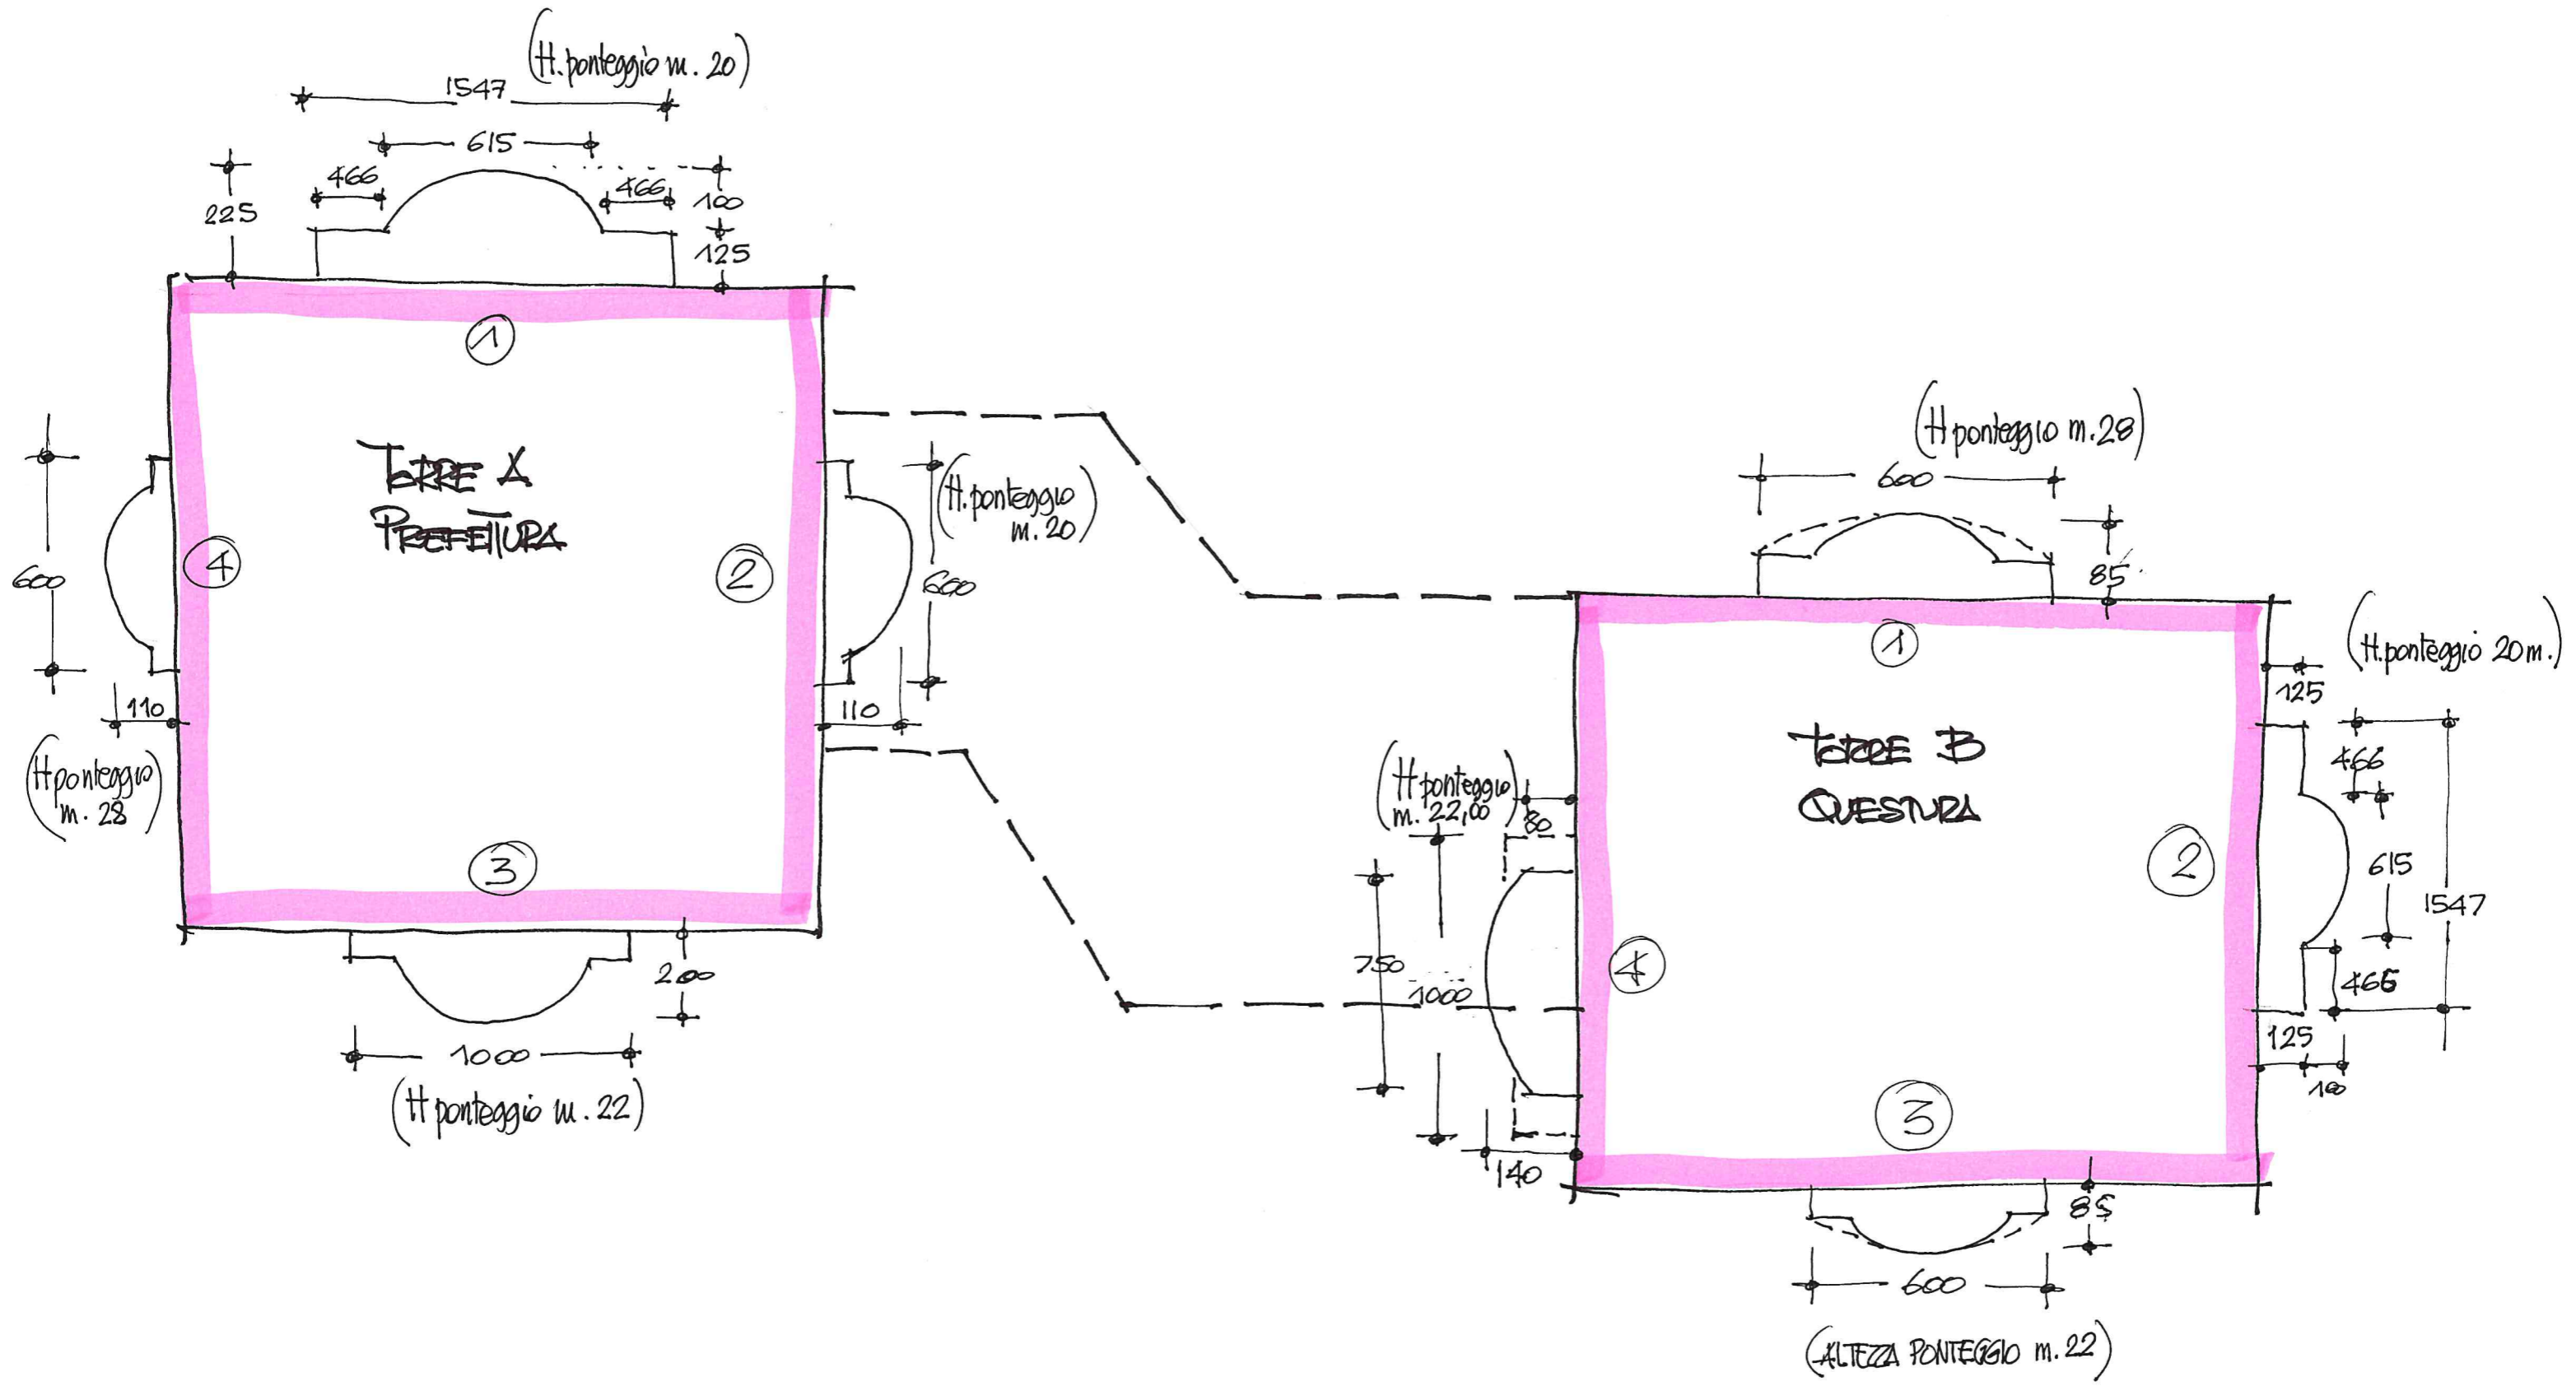 (H. ponteggio m. 20)
1547
615
466
466
100
225
125
1
TORRE A
PREFETTURA
4
2
600
(H. ponteggio
m. 20)
600
110
110
(H ponteggio
m. 28)
3
200
1000
(H ponteggio m. 22)
(H ponteggio m. 28)
600
85
1
(H. ponteggio 20 m.)
125
466
TORRE B
QUESTURA
(H ponteggio
m. 22,00)
80
2
615
1547
750
1000
4
466
125
100
3
140
85
600
(ALTEZZA PONTEGGIO m. 22)